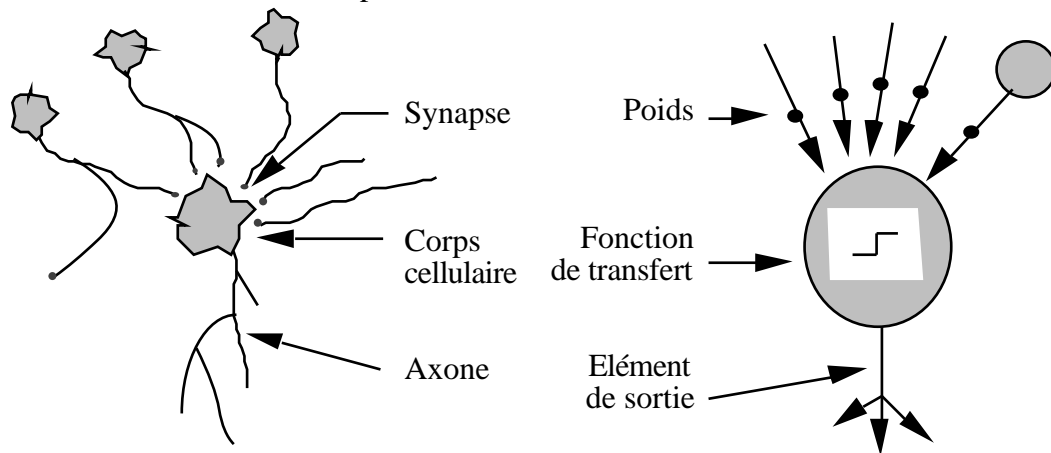 Synapse
Corps
cellulaire
Axone
Poids
Fonction
de transfert
Elément
de sortie